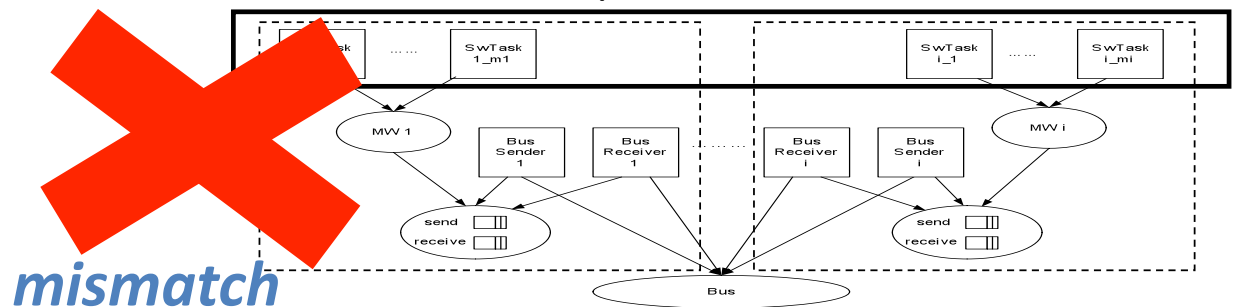 SwTask
1_m1
... ...
SwTask
i_1
... ...
SwTask
i_mi
MW 1
MW i
Bus
Sender
1
Bus
Receiver
1
... ... ...
Bus
Receiver
i
Bus
Sender
i
send
receive
send
receive
Bus
mismatch